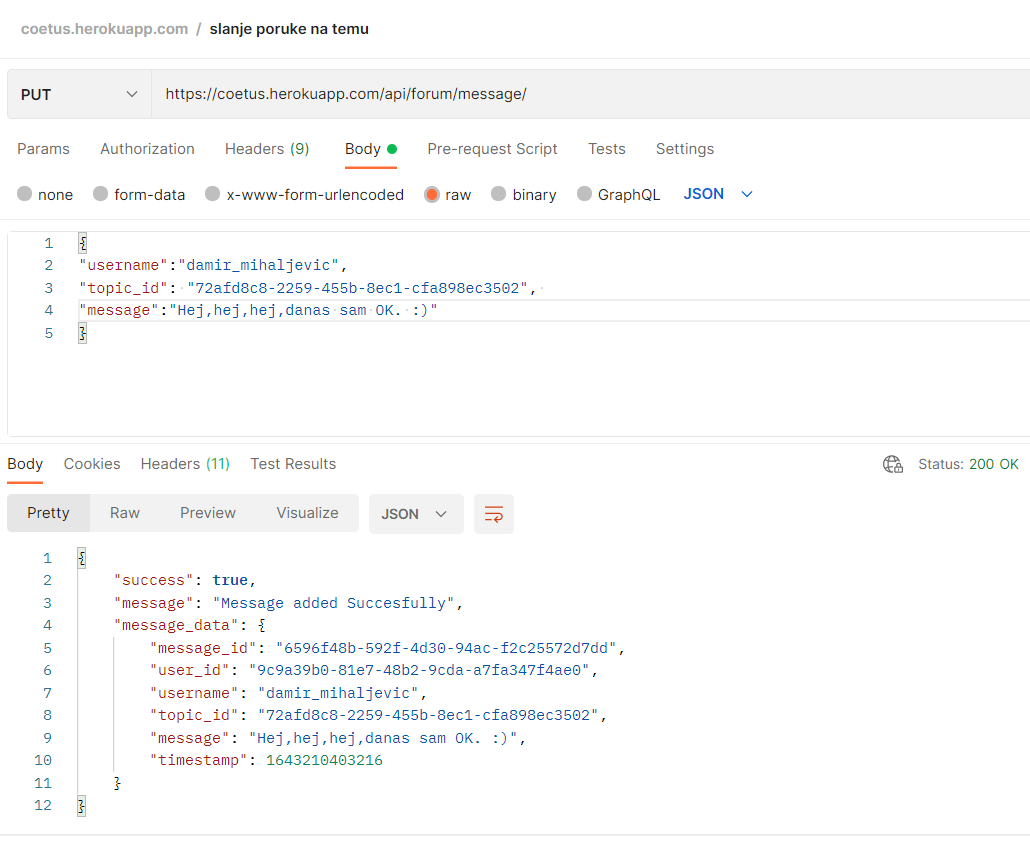 coetus.herokuapp.com / slanje poruke na temu
PUT https://coetus.herokuapp.com/api/forum/message/
Params Authorization Headers (9) Body Pre-request Script Tests Settings
none form-data x-www-form-urlencoded raw binary GraphQL JSON
1 {
2 "username":"damir_mihaljevic",
3 "topic_id": "72afd8c8-2259-455b-8ec1-cfa898ec3502",
4 "message":"Hej,hej,hej,danas sam OK. :)"
5 }
Body Cookies Headers (11) Test Results Status: 200 OK
Pretty Raw Preview Visualize JSON
1 {
2 "success": true,
3 "message": "Message added Succesfully",
4 "message_data": {
5 "message_id": "6596f48b-592f-4d30-94ac-f2c25572d7dd",
6 "user_id": "9c9a39b0-81e7-48b2-9cda-a7fa347f4ae0",
7 "username": "damir_mihaljevic",
8 "topic_id": "72afd8c8-2259-455b-8ec1-cfa898ec3502",
9 "message": "Hej,hej,hej,danas sam OK. :)",
10 "timestamp": 1643210403216
11 }
12 }